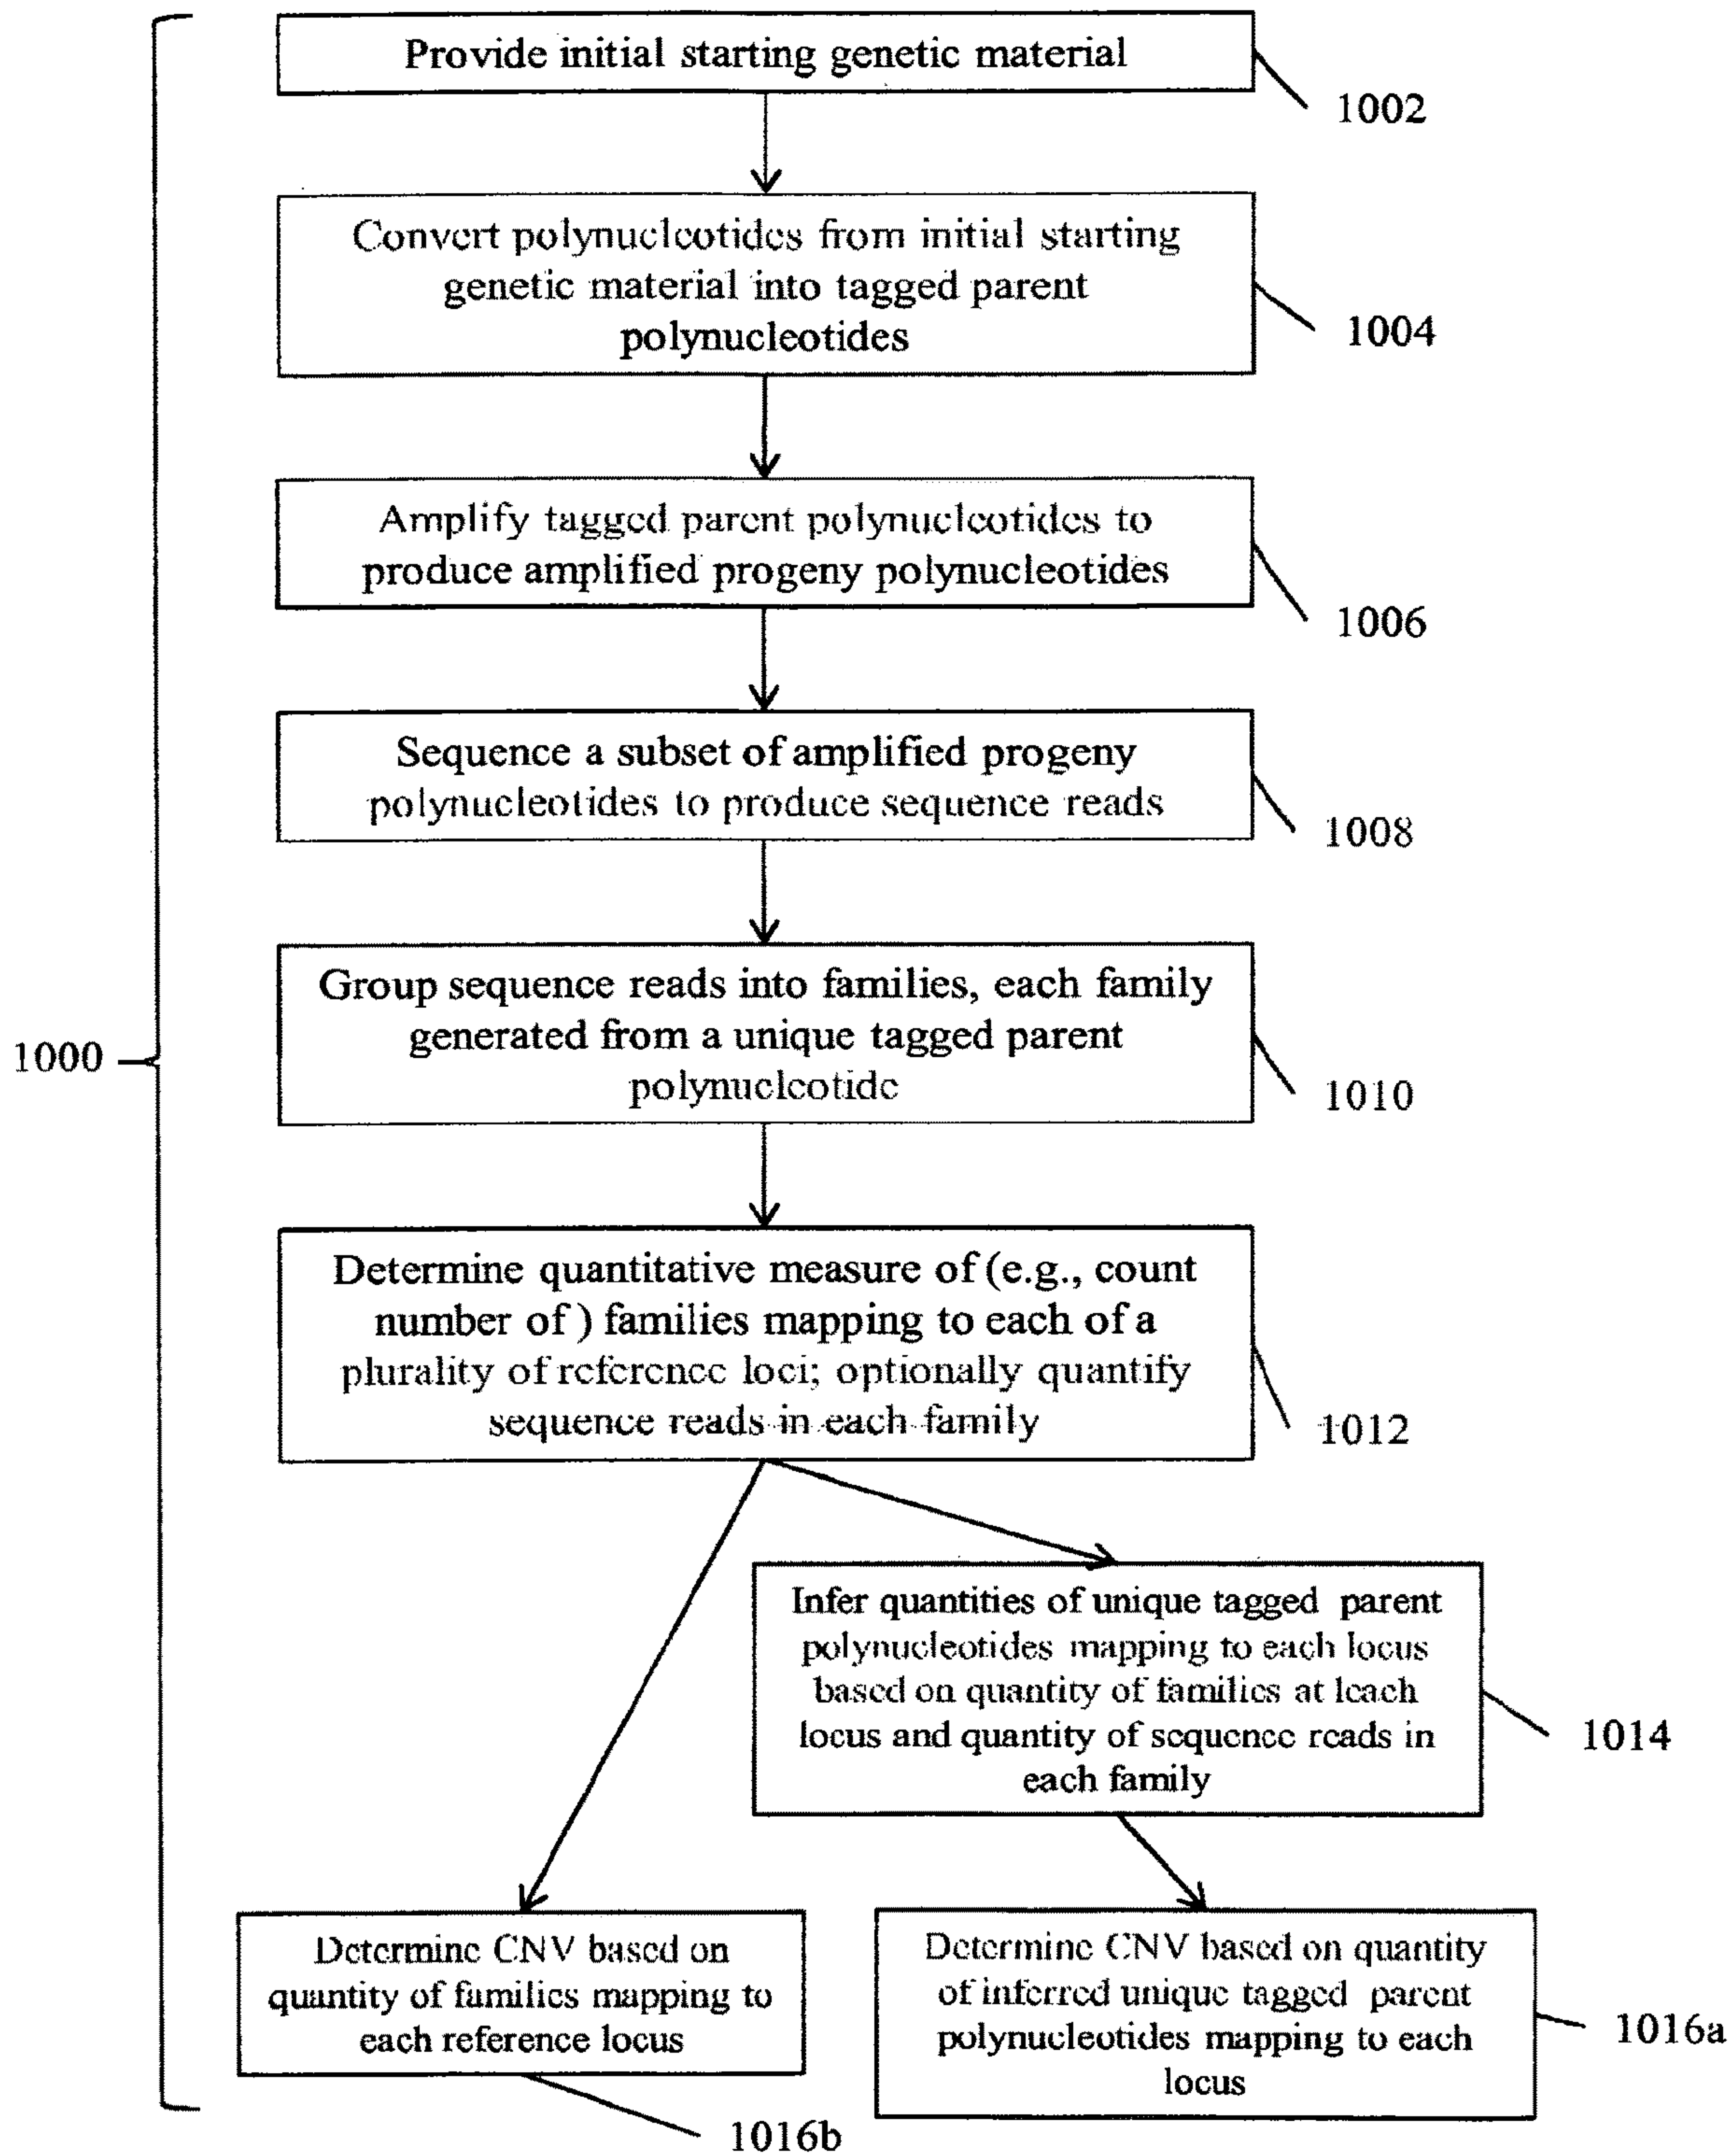 Provide initial starting genetic material
1002
Convert polynucleotides from initial starting
genetic material into tagged parent
polynucleotides
1004
Amplify tagged parent polynucleotides to
produce amplified progeny polynucleotides
1006
Sequence a subset of amplified progeny
polynucleotides to produce sequence reads
1008
Group sequence reads into families, each family
generated from a unique tagged parent
polynucleotide
1010
1000
Determine quantitative measure of (e.g., count
number of ) families mapping to each of a
plurality of reference loci; optionally quantify
sequence reads in each family
1012
Infer quantities of unique tagged parent
polynucleotides mapping to each locus
based on quantity of families at leach
locus and quantity of sequence reads in
each family
1014
Determine CNV based on
quantity of families mapping to
each reference locus
1016b
Determine CNV based on quantity
of inferred unique tagged parent
polynucleotides mapping to each
locus
1016a